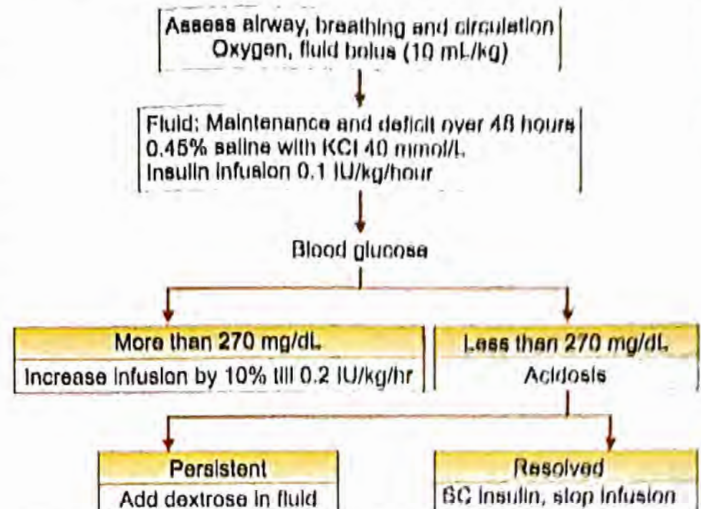 Assess airway, breathing and circulation
Oxygen, fluid bolus (10 mL/kg)
Fluid: Maintenance and deficit over 48 hours
0.45% saline with KCl 40 mmol/L
Insulin infusion 0.1 IU/kg/hour
Blood glucose
More than 270 mg/dL
Increase infusion by 10% till 0.2 IU/kg/hr
Less than 270 mg/dL
Acidosis
Persistent
Add dextrose in fluid
Resolved
SC insulin, stop infusion